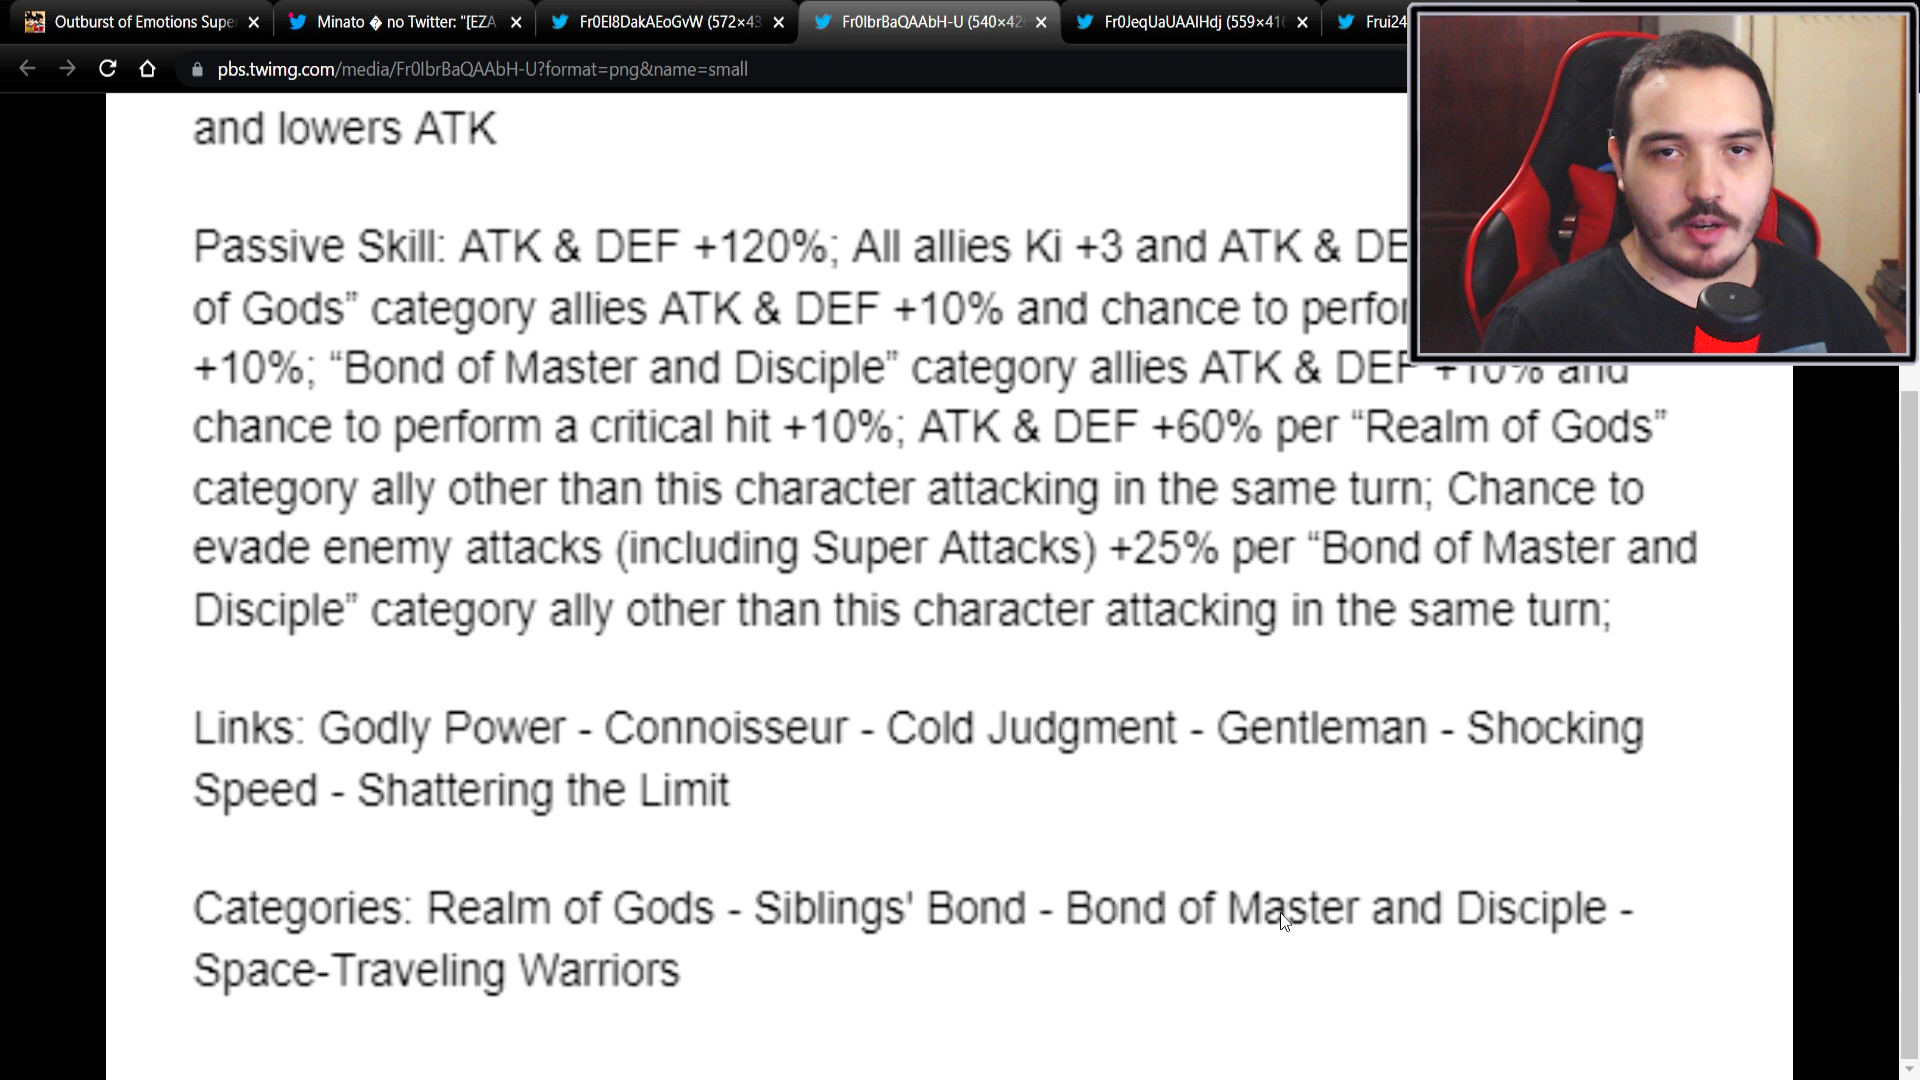 Outburst of Emotions Supe
Minato � no Twitter: "[EZA
Fr0El8DakAEoGvW (572×43
Fr0IbrBaQAAbH-U (540×42
Fr0JeqUaUAAIHdj (559×416
Frui24
pbs.twimg.com/media/Fr0IbrBaQAAbH-U?format=png&name=small
and lowers ATK
Passive Skill: ATK & DEF +120%; All allies Ki +3 and ATK & DE
of Gods” category allies ATK & DEF +10% and chance to perfor
+10%; “Bond of Master and Disciple” category allies ATK & DEF +10% and
chance to perform a critical hit +10%; ATK & DEF +60% per “Realm of Gods”
category ally other than this character attacking in the same turn; Chance to
evade enemy attacks (including Super Attacks) +25% per “Bond of Master and
Disciple” category ally other than this character attacking in the same turn;
Links: Godly Power - Connoisseur - Cold Judgment - Gentleman - Shocking
Speed - Shattering the Limit
Categories: Realm of Gods - Siblings' Bond - Bond of Master and Disciple -
Space-Traveling Warriors